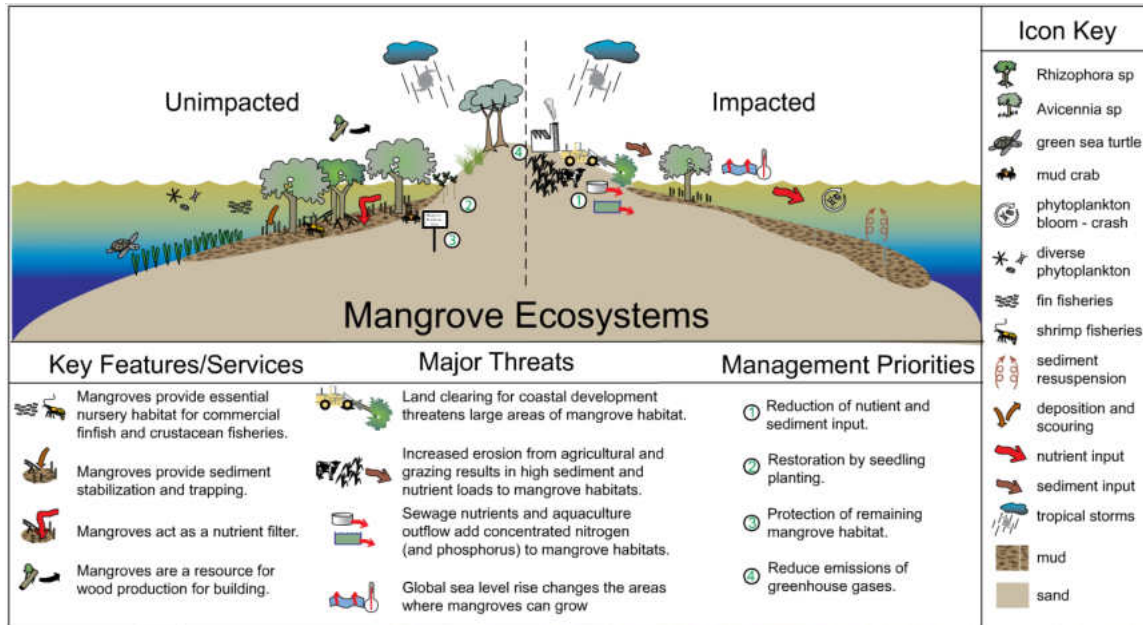 Unimpacted
Impacted
4
2
1
3
Mangrove Ecosystems
Key Features/Services
Mangroves provide essential
nursery habitat for commercial
finfish and crustacean fisheries.
Mangroves provide sediment
stabilization and trapping.
Mangroves act as a nutrient filter.
Mangroves are a resource for
wood production for building.
Major Threats
Land clearing for coastal development
threatens large areas of mangrove habitat.
Increased erosion from agricultural and
grazing results in high sediment and
nutrient loads to mangrove habitats.
Sewage nutrients and aquaculture
outflow add concentrated nitrogen
(and phosphorus) to mangrove habitats.
Global sea level rise changes the areas
where mangroves can grow
Management Priorities
1 Reduction of nutient and
sediment input.
2 Restoration by seedling
planting.
3 Protection of remaining
mangrove habitat.
4 Reduce emissions of
greenhouse gases.
Icon Key
Rhizophora sp
Avicennia sp
green sea turtle
mud crab
phytoplankton
bloom - crash
diverse
phytoplankton
fin fisheries
shrimp fisheries
sediment
resuspension
deposition and
scouring
nutrient input
sediment input
tropical storms
mud
sand